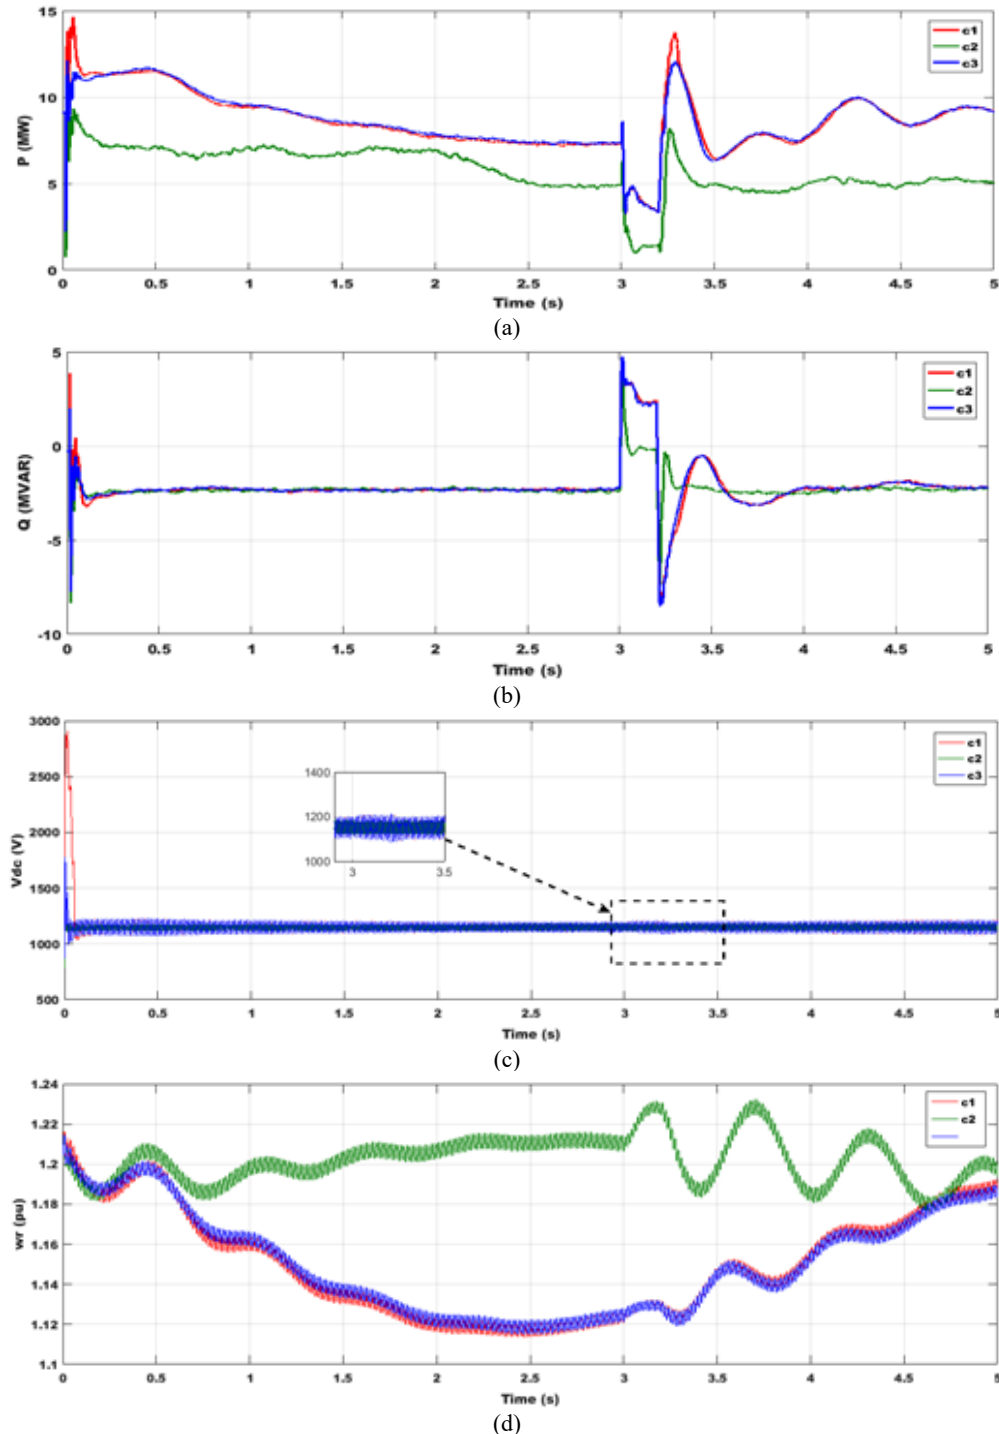 15
10
5
0
P (MW)
c1
c2
c3
0 0.5 1 1.5 2 2.5 3 3.5 4 4.5 5
Time (s)
(a)
5
0
-5
-10
Q (MVAR)
c1
c2
c3
0 0.5 1 1.5 2 2.5 3 3.5 4 4.5 5
Time (s)
(b)
3000
2500
2000
1500
1000
500
Vdc (V)
c1
c2
c3
1400
1200
1000
3 3.5
0 0.5 1 1.5 2 2.5 3 3.5 4 4.5 5
Time (s)
(c)
1.24
1.22
1.2
1.18
1.16
1.14
1.12
1.1
wr (pu)
c1
c2
0 0.5 1 1.5 2 2.5 3 3.5 4 4.5 5
Time (s)
(d)